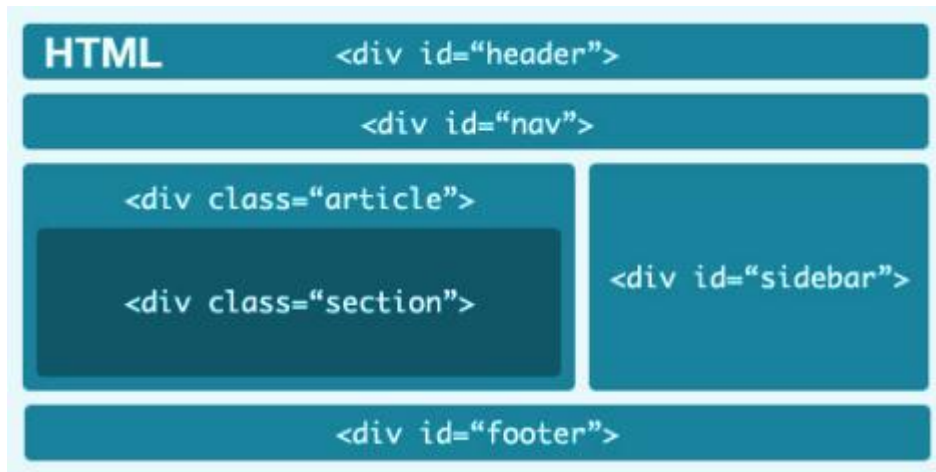 HTML
<div id=“header”>
<div id=“nav”>
<div class=“article”>
<div class=“section”>
<div id=“sidebar”>
<div id=“footer”>